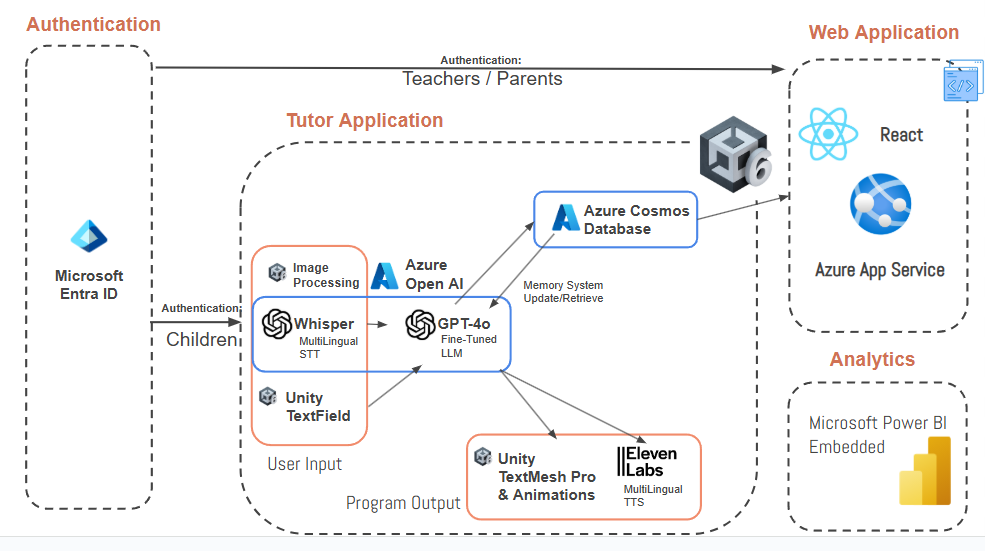 Authentication
Web Application
Authentication:
Teachers / Parents
</>
Tutor Application
6
React
Azure Cosmos
Database
Microsoft
Entra ID
Azure App Service
Image
Processing
Azure
Open AI
Memory System
Update/Retrieve
Authentication:
Children
Whisper
MultiLingual
STT
GPT-4o
Fine-Tuned
LLM
Analytics
Unity
TextField
User Input
Microsoft Power BI
Embedded
Unity
TextMesh Pro
& Animations
Program Output
ElevenLabs
MultiLingual
TTS